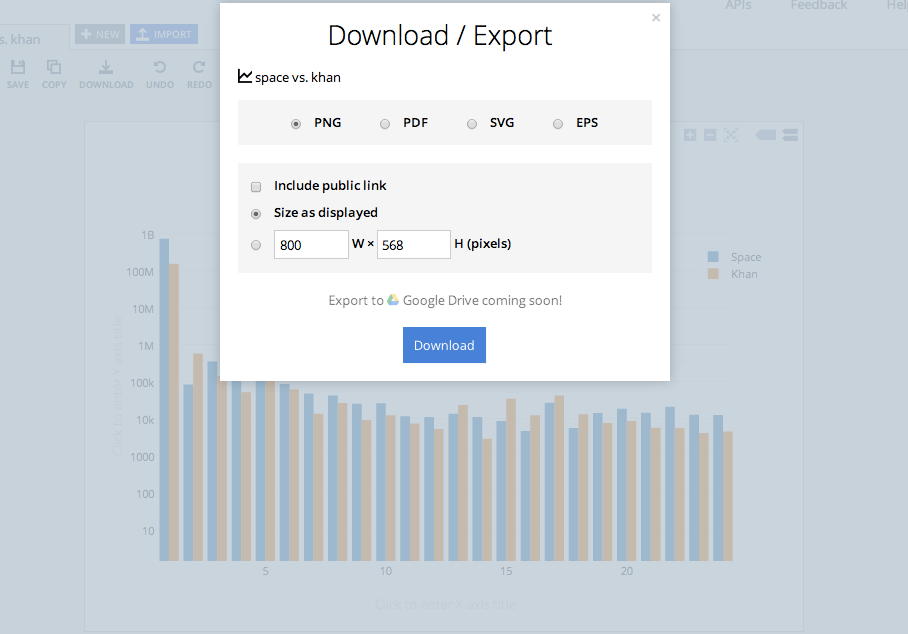 APIs Feedback Hel
s. khan
NEW
IMPORT
SAVE COPY DOWNLOAD UNDO REDO
×
Download / Export
space vs. khan
PNG PDF SVG EPS
Include public link
Size as displayed
800 W × 568 H (pixels)
Export to Google Drive coming soon!
Download
Space
Khan
1B
100M
10M
1M
100k
10k
1000
100
10
Click to enter Y axis title
5 10 15 20
Click to enter X axis title